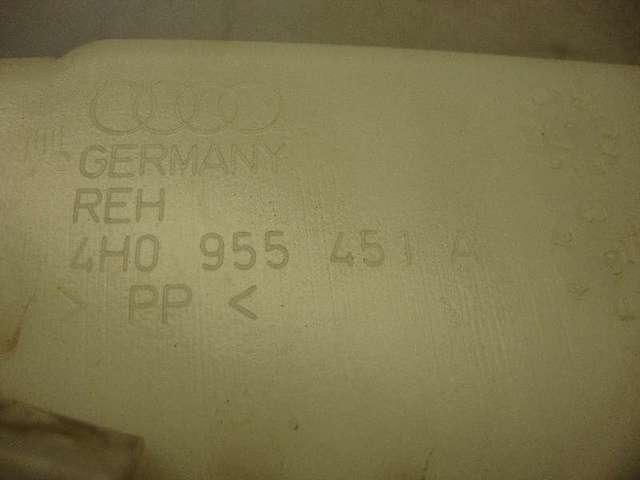 GERMANY
REH
4H0 955 451 A
> PP <